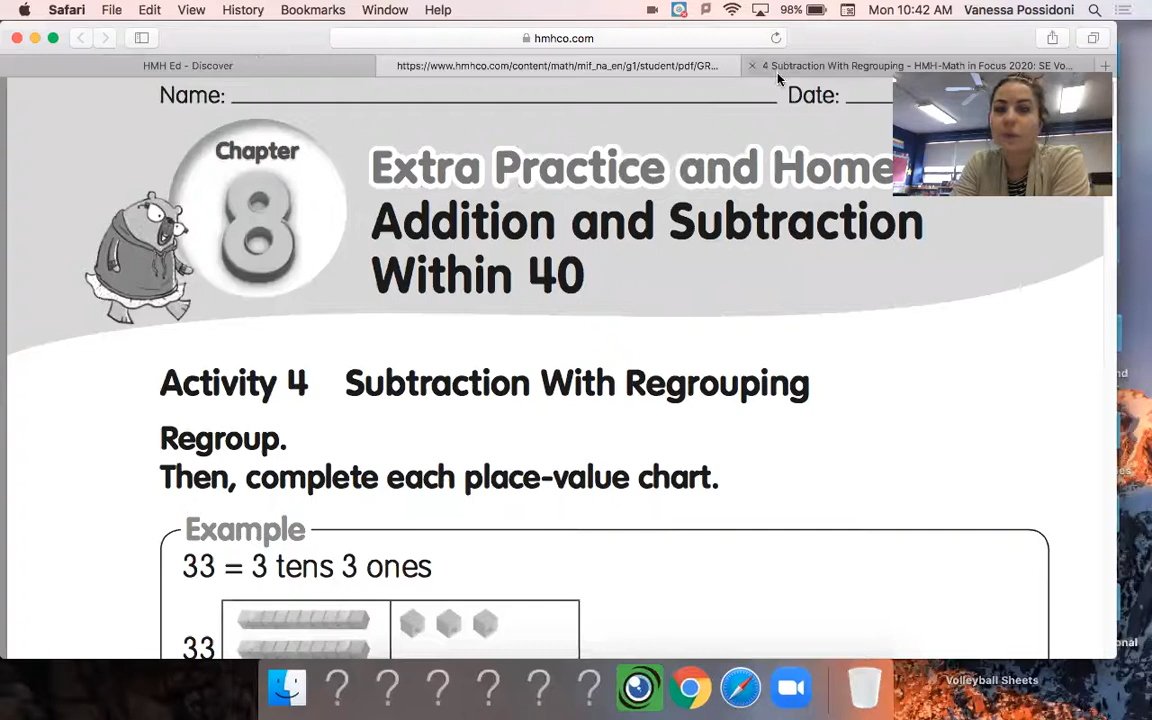 Safari File Edit View History Bookmarks Window Help 98% Mon 10:42 AM Vanessa Possidoni
hmhco.com
HMH Ed - Discover https://www.hmhco.com/content/math/mif_na_en/g1/student/pdf/GR... 4 Subtraction With Regrouping - HMH-Math in Focus 2020: SE Vo...
Name: Date:
Chapter
8
Extra Practice and Home
Addition and Subtraction
Within 40
Activity 4 Subtraction With Regrouping
Regroup.
Then, complete each place-value chart.
Example
33 = 3 tens 3 ones
33
Volleyball Sheets